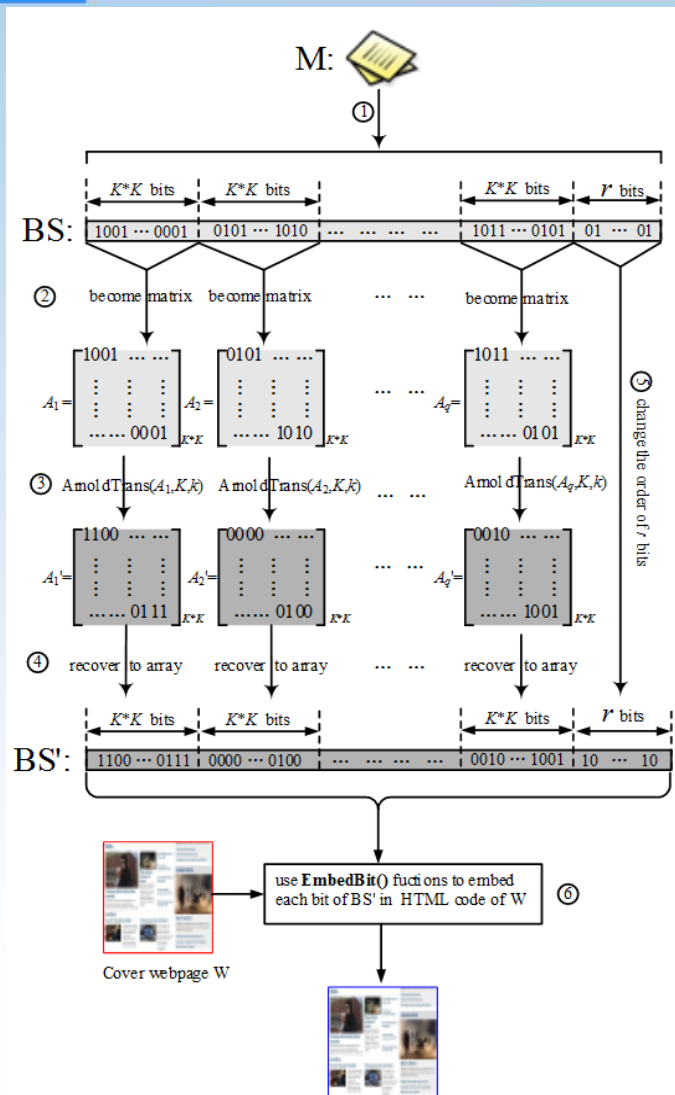 M:
①
K*K bits K*K bits K*K bits r bits
BS: 1001 ··· 0001 0101 ··· 1010 ... ... ... ... 1011 ··· 0101 01 ··· 01
② become matrix become matrix ... ... become matrix
1001 ... ... 0101 ... ... 1011 ... ...
A1= A2= ... ... Aq=
... ... 0001 K*K ... ... 1010 K*K ... ... 0101 K*K
⑤ change the order of r bits
③ ArnoldTrans(A1,K,k) ArnoldTrans(A2,K,k) ... ... ArnoldTrans(Aq,K,k)
1100 ... ... 0000 ... ... 0010 ... ...
A1'= A2'= ... ... Aq'=
... ... 0111 K*K ... ... 0100 K*K ... ... 1001 K*K
④ recover to array recover to array ... ... recover to array
K*K bits K*K bits K*K bits r bits
BS': 1100 ··· 0111 0000 ··· 0100 ... ... ... ... 0010 ··· 1001 10 ··· 10
use EmbedBit() fuctions to embed
each bit of BS' in HTML code of W
⑥
Cover webpage W